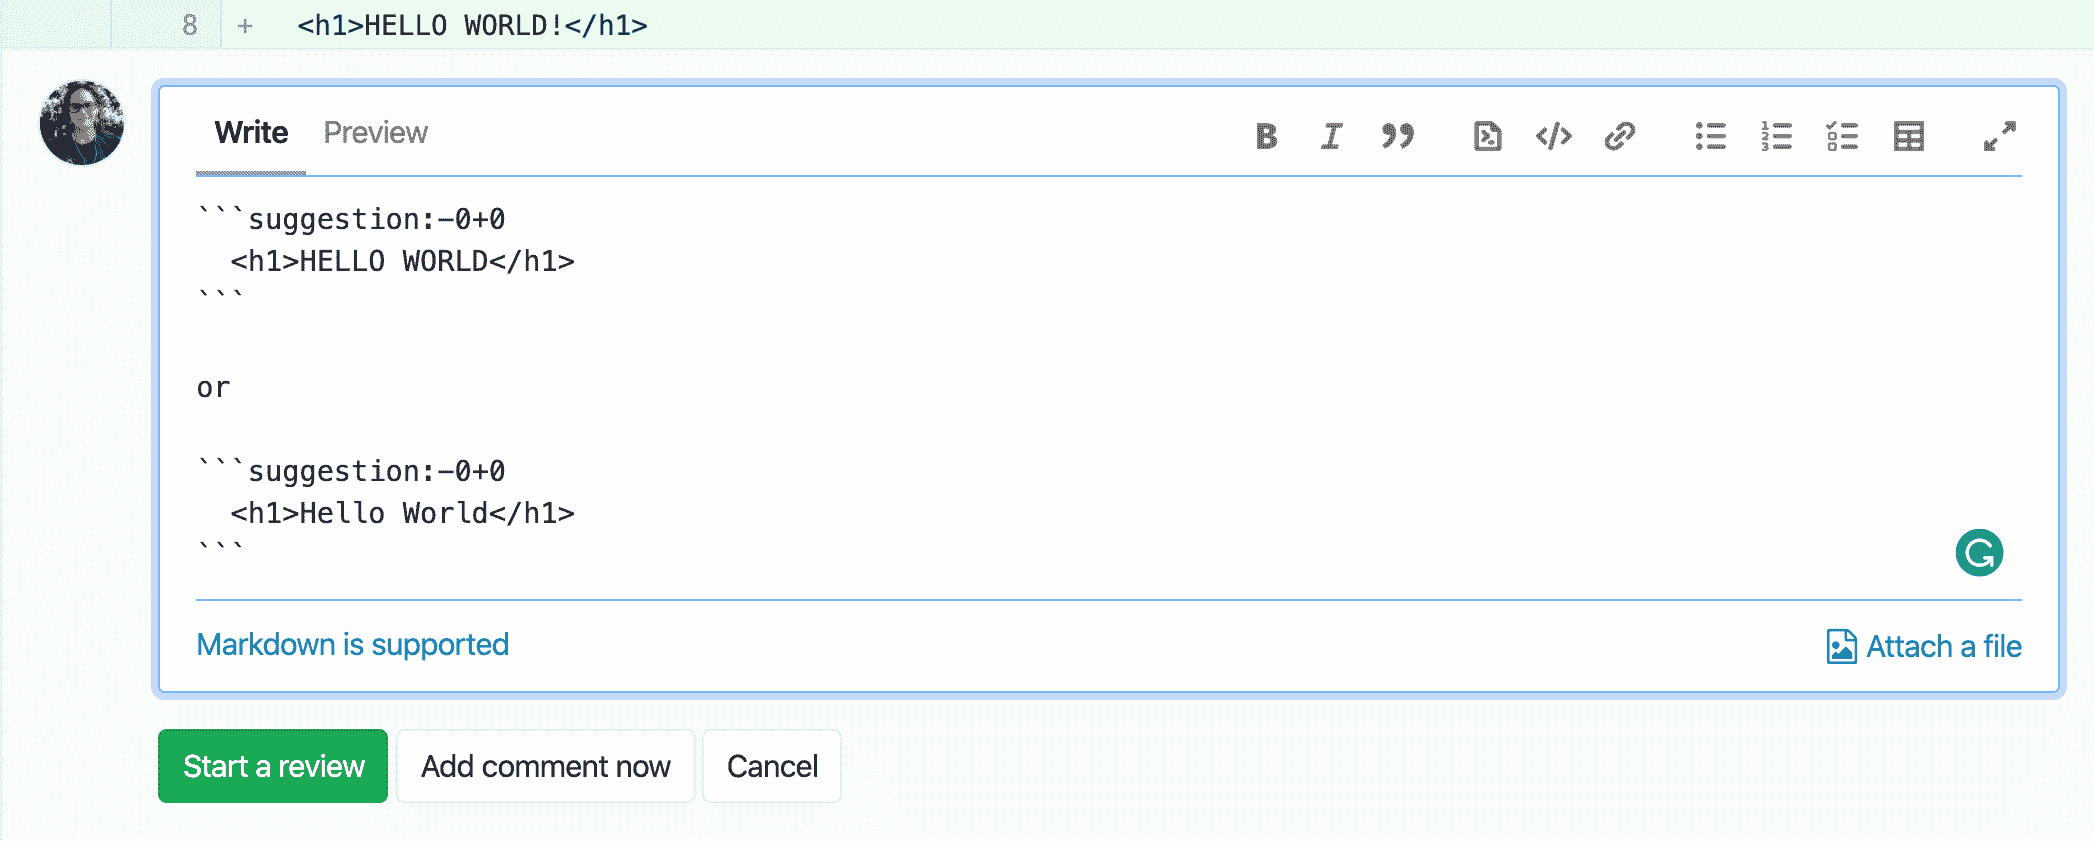 8 + <h1>HELLO WORLD!</h1>
Write Preview
```suggestion:-0+0
  <h1>HELLO WORLD</h1>
```
or
```suggestion:-0+0
  <h1>Hello World</h1>
```
Markdown is supported
Attach a file
Start a review Add comment now Cancel